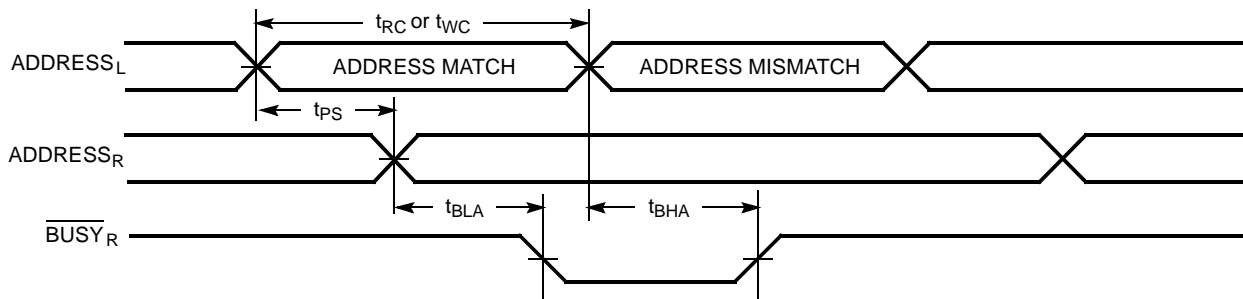 tRC or tWC
ADDRESSL
ADDRESS MATCH
ADDRESS MISMATCH
tPS
ADDRESSR
tBLA
tBHA
BUSYR